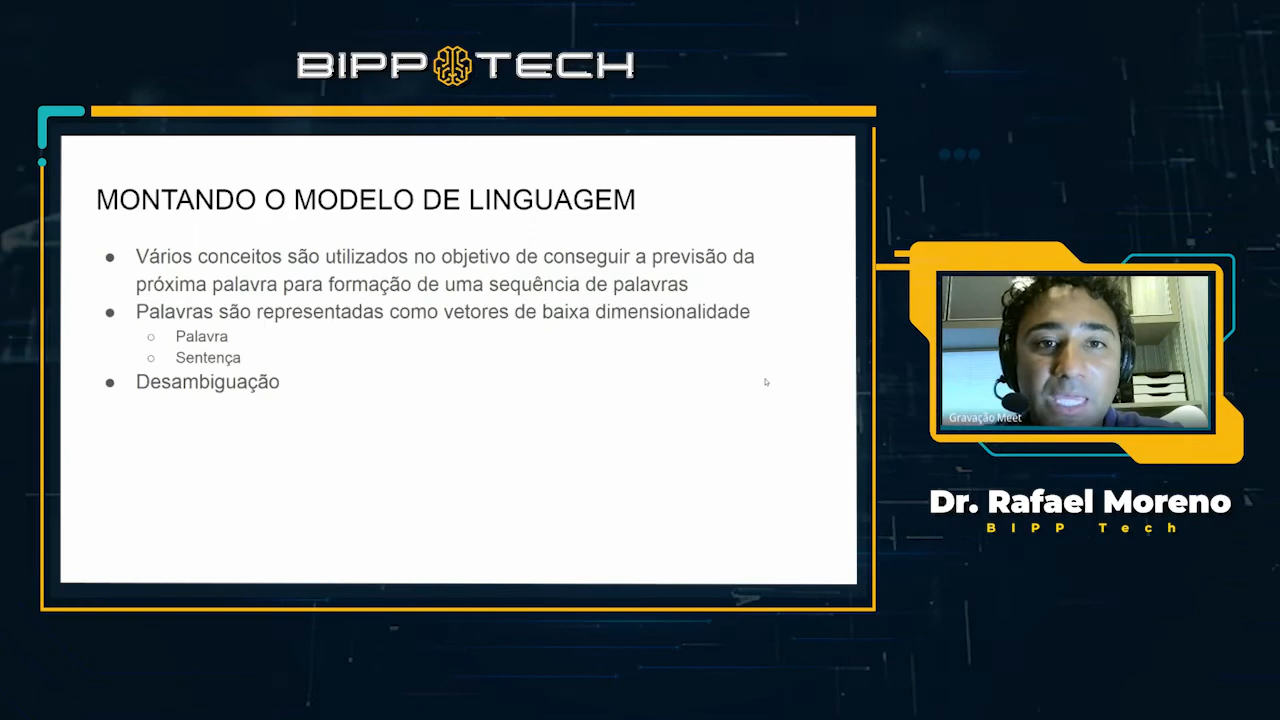 BIPP TECH
MONTANDO O MODELO DE LINGUAGEM
● Vários conceitos são utilizados no objetivo de conseguir a previsão da
próxima palavra para formação de uma sequência de palavras
● Palavras são representadas como vetores de baixa dimensionalidade
○ Palavra
○ Sentença
● Desambiguação
Gravação Meet
Dr. Rafael Moreno
BIPP Tech